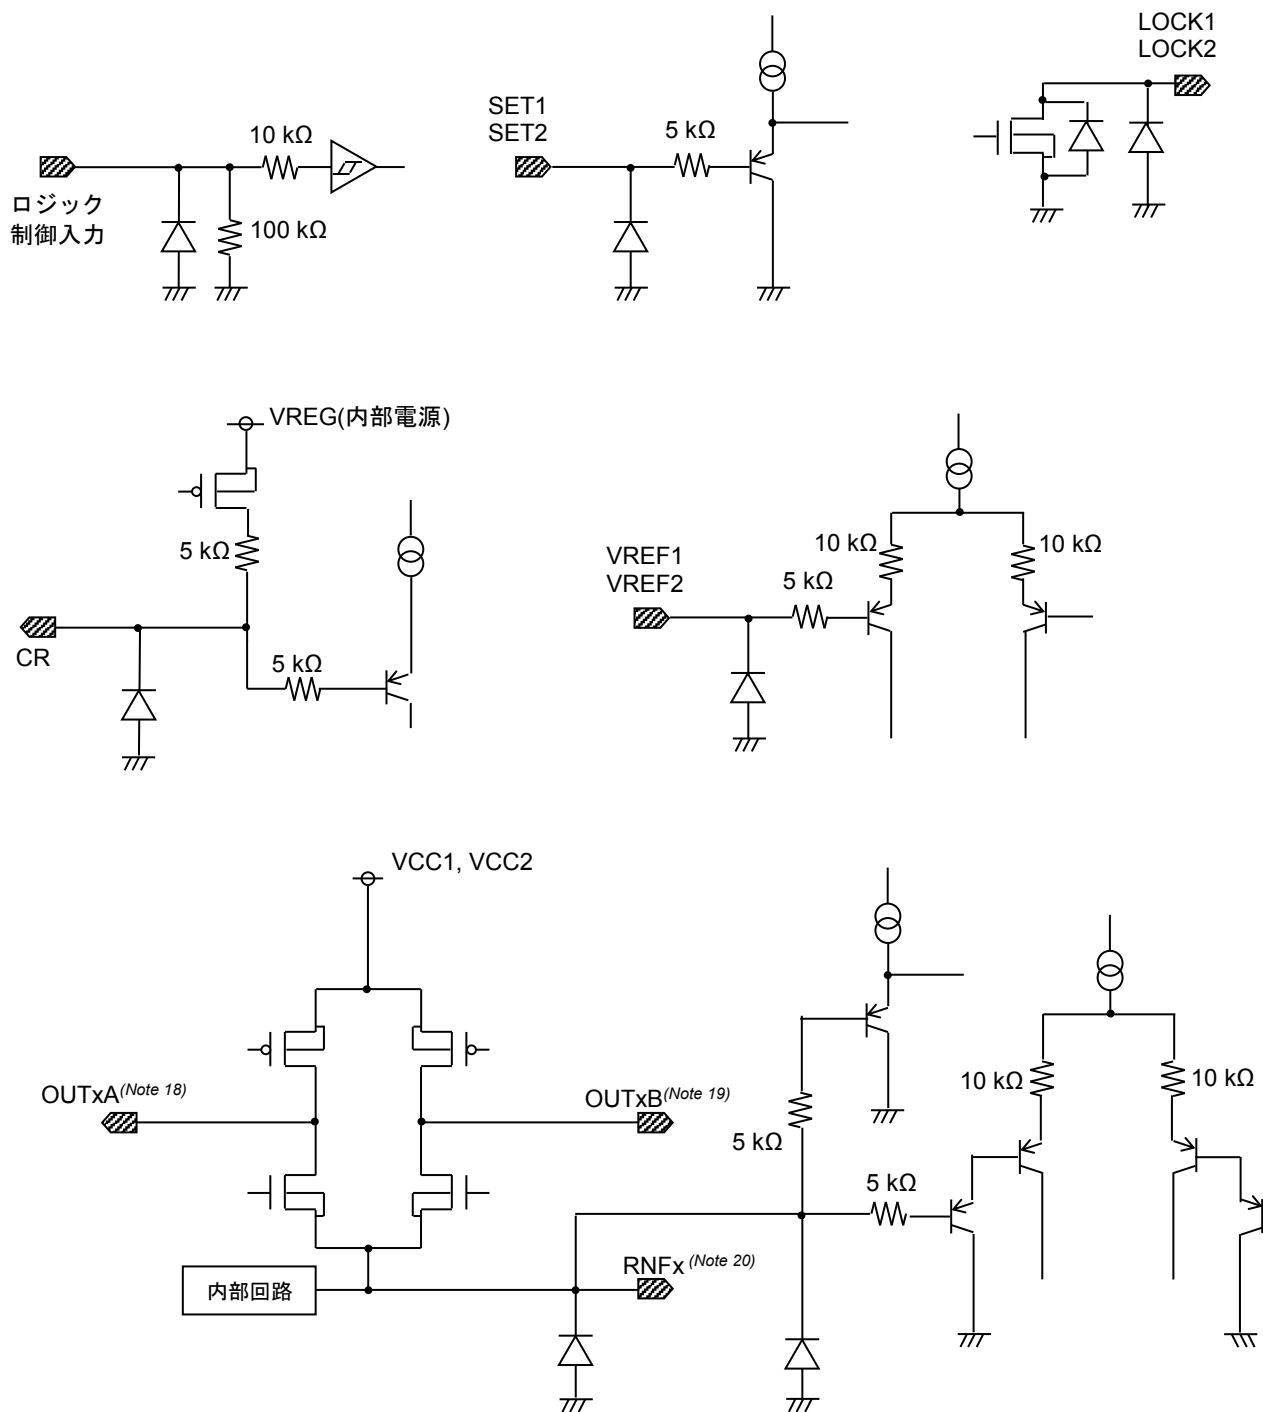 LOCK1
LOCK2
SET1
SET2
10 kΩ
5 kΩ
ロジック
制御入力
100 kΩ
VREG(内部電源)
5 kΩ
CR
5 kΩ
VREF1
VREF2
5 kΩ
10 kΩ
10 kΩ
VCC1, VCC2
OUTxA(Note 18)
OUTxB(Note 19)
5 kΩ
10 kΩ
10 kΩ
5 kΩ
RNFx (Note 20)
内部回路